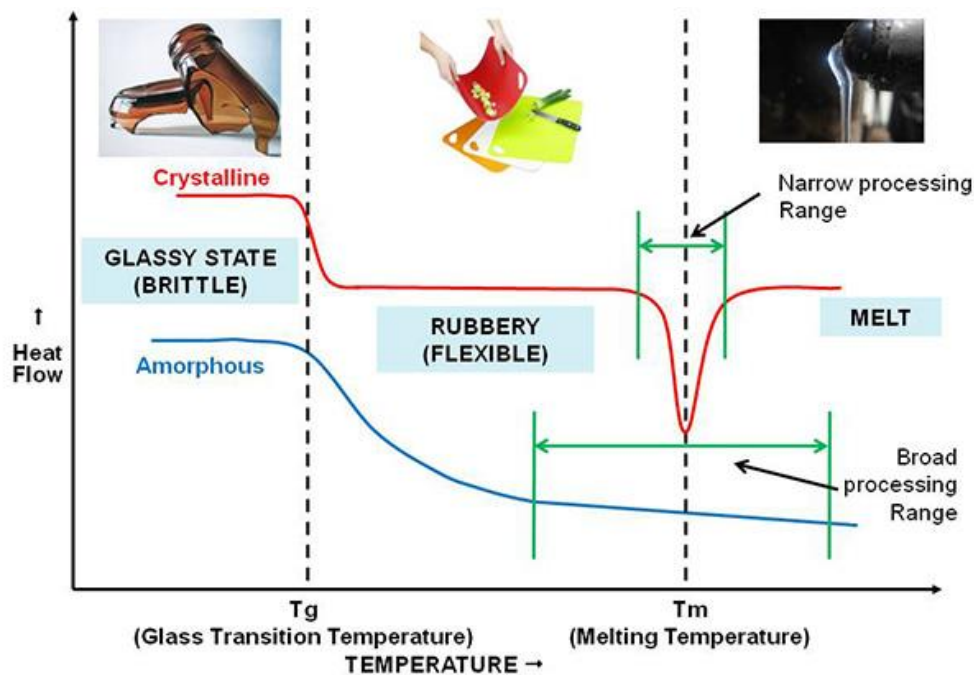 Crystalline
Narrow processing
Range
GLASSY STATE
(BRITTLE)
RUBBERY
(FLEXIBLE)
MELT
↑
Heat
Flow
Amorphous
Broad
processing
Range
Tg
(Glass Transition Temperature)
Tm
(Melting Temperature)
TEMPERATURE →